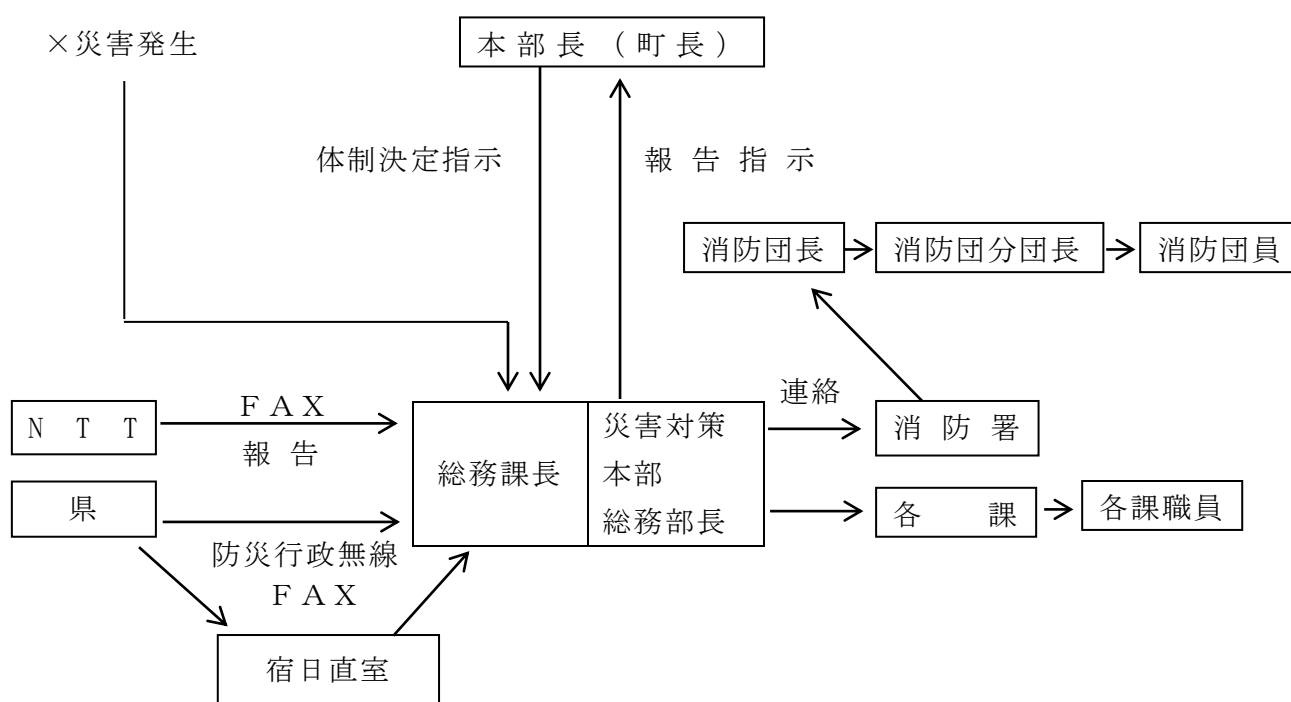 ×災害発生
本部長（町長）
体制決定指示
報告指示
消防団長
消防団分団長
消防団員
NTT
FAX
報告
総務課長
災害対策
本部
総務部長
連絡
消防署
県
防災行政無線
FAX
各課
各課職員
宿日直室